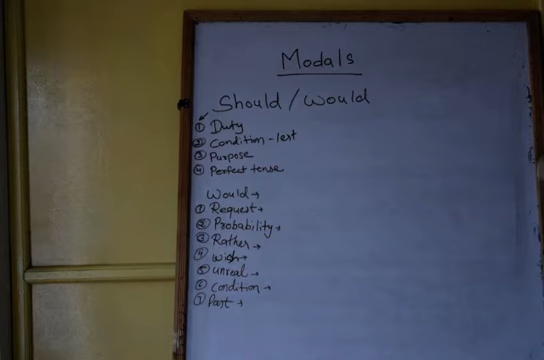 Modals
Should / Would
① Duty
② Condition - lest
③ Purpose
④ Perfect tense
Would →
① Request →
② Probability →
③ Rather →
④ wish →
⑤ unreal →
⑥ Condition →
⑦ Past →